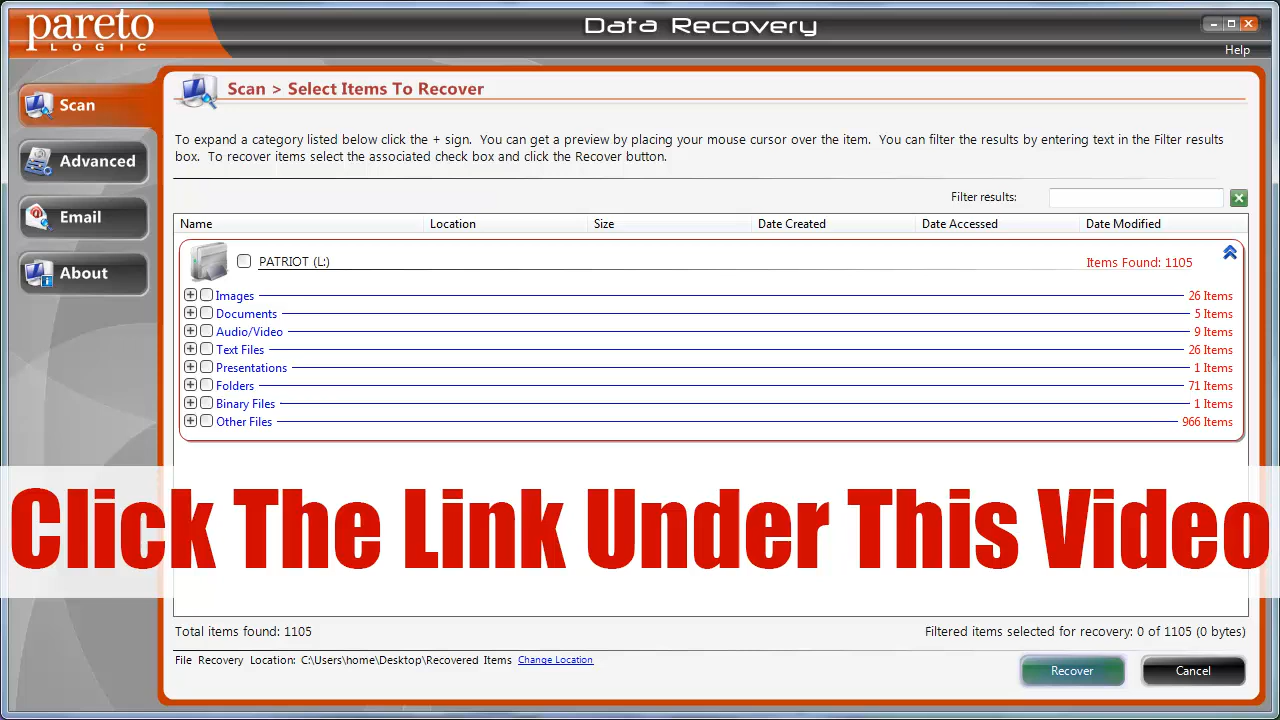 pareto
LOGIC
Data Recovery
Help
Scan
Advanced
Email
About
Scan > Select Items To Recover
To expand a category listed below click the + sign. You can get a preview by placing your mouse cursor over the item. You can filter the results by entering text in the Filter results
box. To recover items select the associated check box and click the Recover button.
Filter results:
Name Location Size Date Created Date Accessed Date Modified
PATRIOT (L:) Items Found: 1105
Images 26 Items
Documents 5 Items
Audio/Video 9 Items
Text Files 26 Items
Presentations 1 Items
Folders 71 Items
Binary Files 1 Items
Other Files 966 Items
Click The Link Under This Video
Total items found: 1105 Filtered items selected for recovery: 0 of 1105 (0 bytes)
File Recovery Location: C:\Users\home\Desktop\Recovered Items Change Location
Recover Cancel